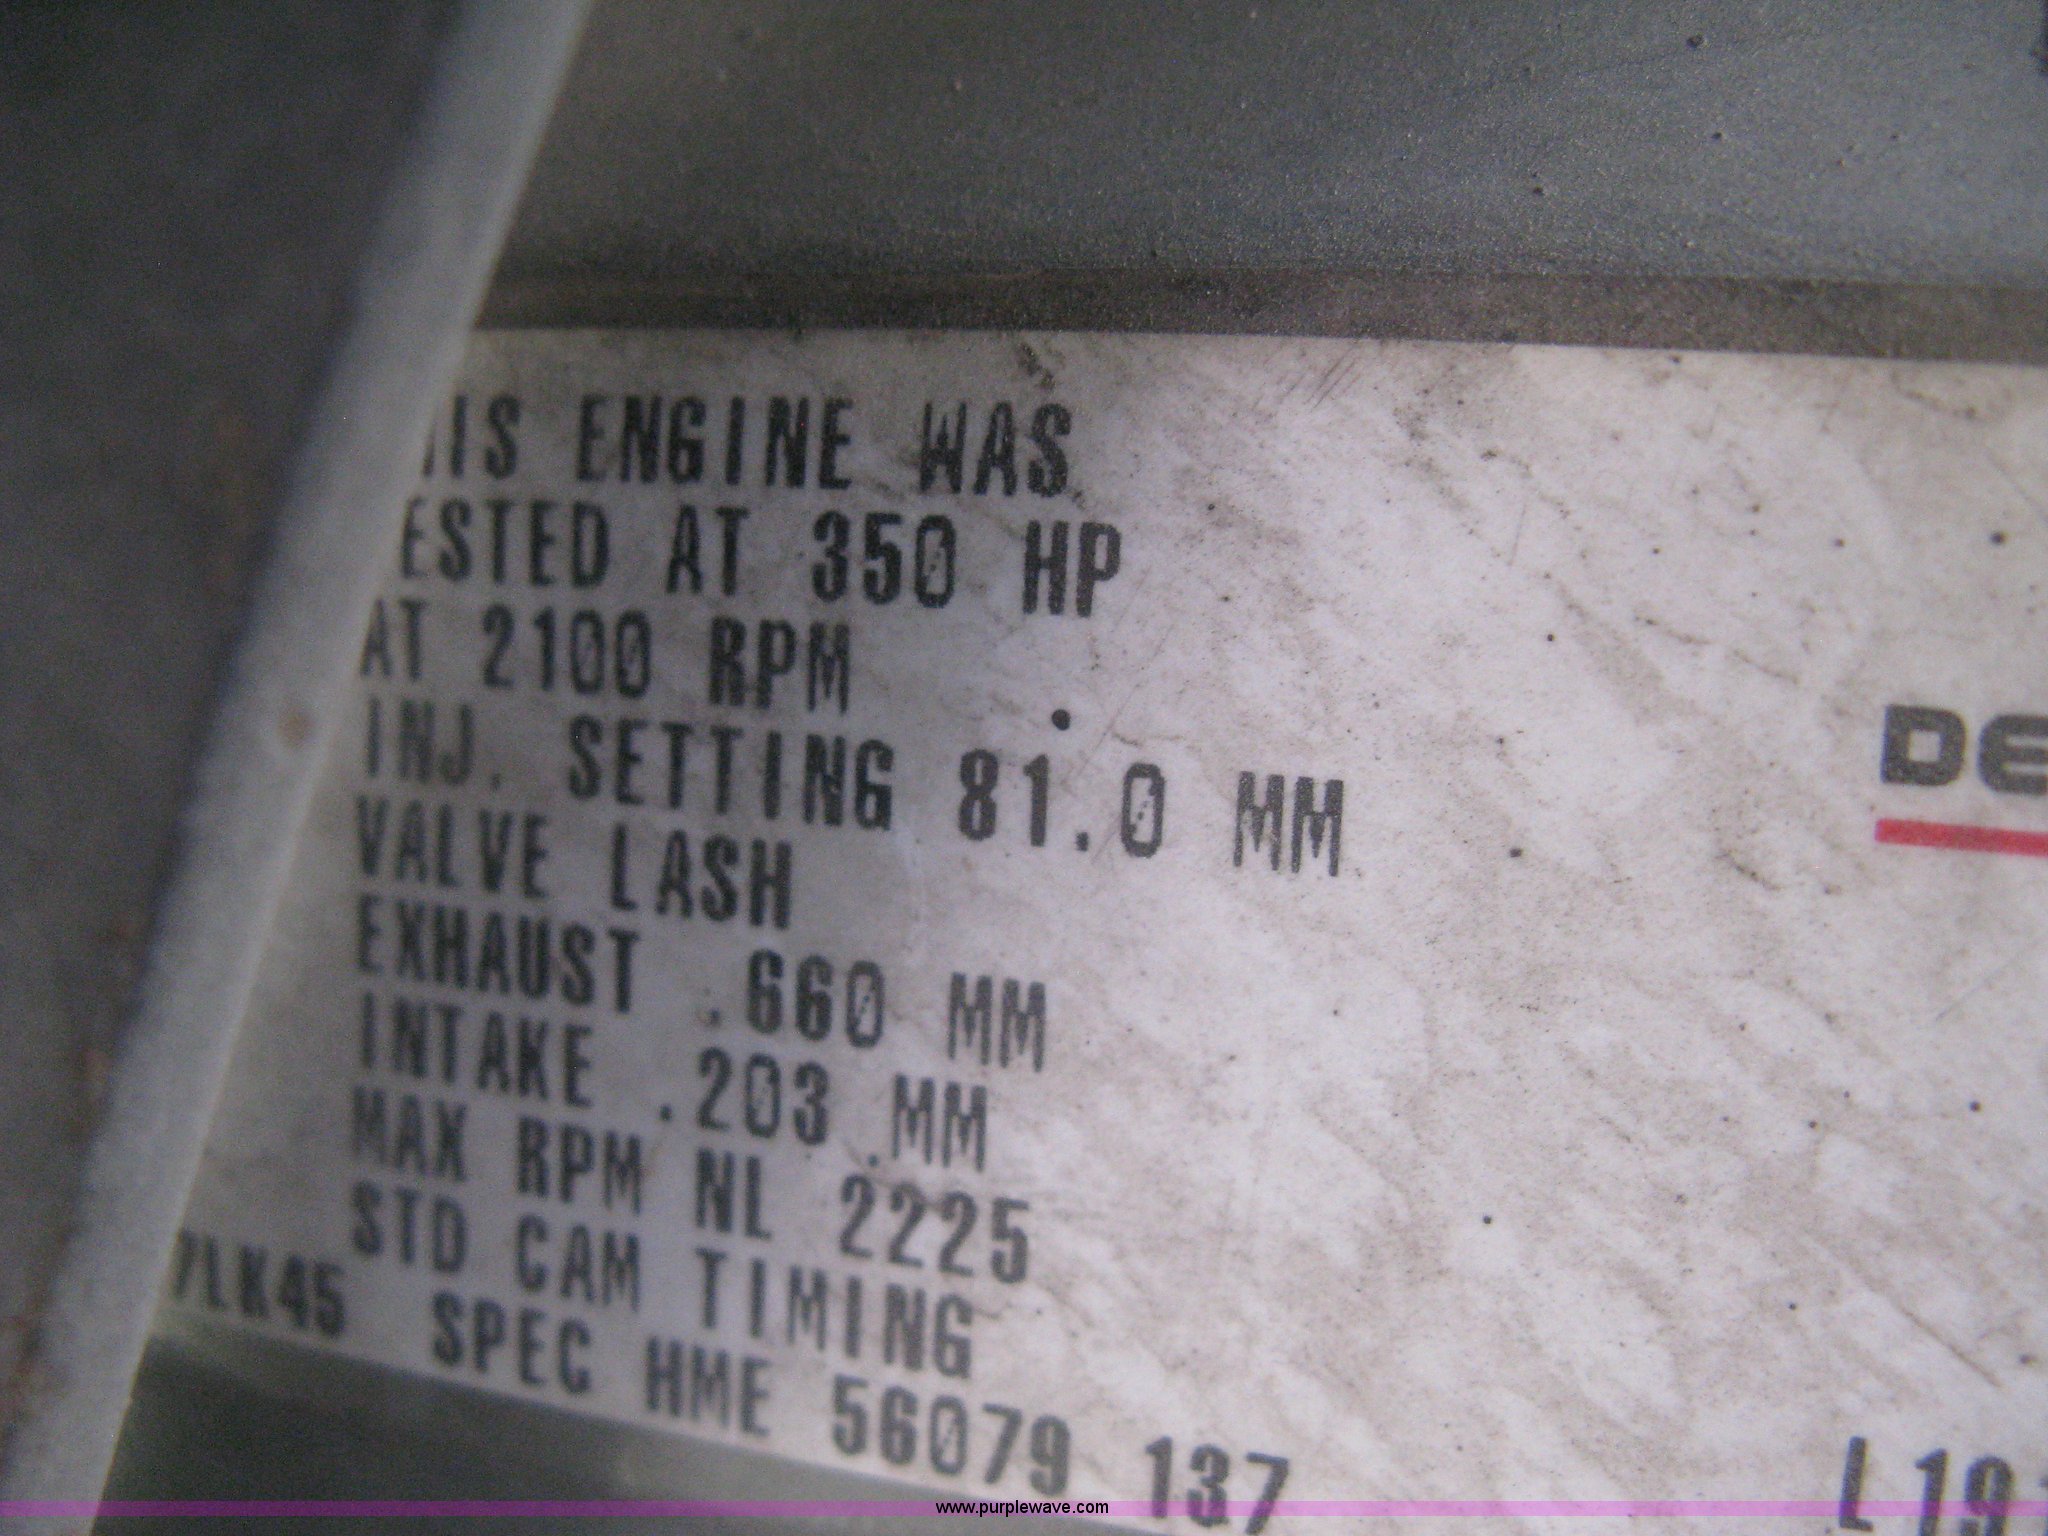 HIS ENGINE WAS
ESTED AT 350 HP
AT 2100 RPM
INJ. SETTING 81.0 MM
VALVE LASH
EXHAUST .660 MM
INTAKE .203 MM
MAX RPM NL 2225
STD CAM TIMING
7LK45 SPEC HME 56079 137
DE
L19
www.purplewave.com